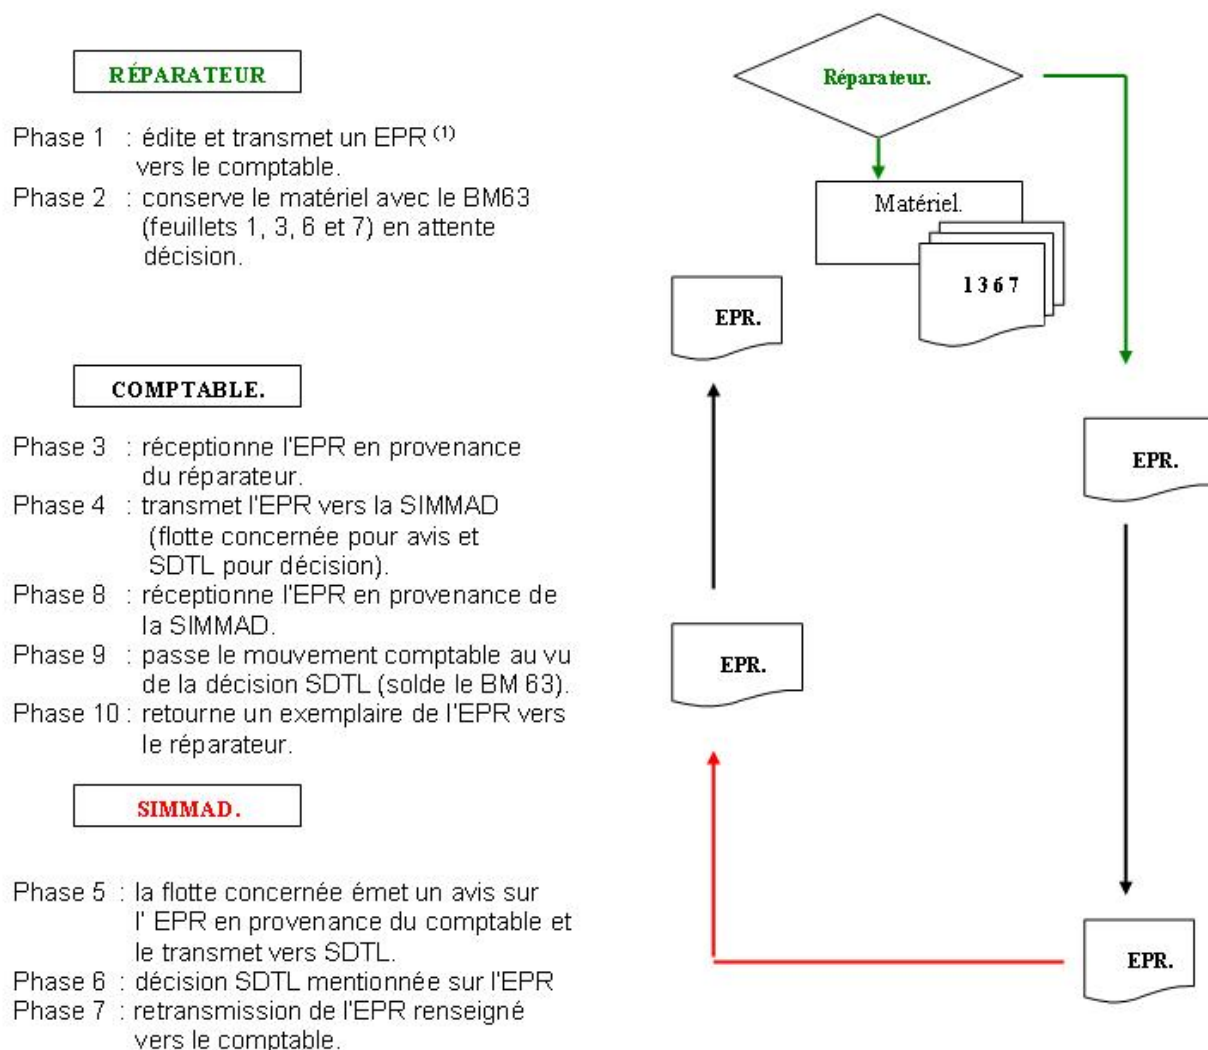 RÉPARATEUR
Phase 1 : édite et transmet un EPR (1)
vers le comptable.
Phase 2 : conserve le matériel avec le BM63
(feuillets 1, 3, 6 et 7) en attente
décision.
COMPTABLE.
Phase 3 : réceptionne l'EPR en provenance
du réparateur.
Phase 4 : transmet l'EPR vers la SIMMAD
(flotte concernée pour avis et
SDTL pour décision).
Phase 8 : réceptionne l'EPR en provenance de
la SIMMAD.
Phase 9 : passe le mouvement comptable au vu
de la décision SDTL (solde le BM 63).
Phase 10 : retourne un exemplaire de l'EPR vers
le réparateur.
SIMMAD.
Phase 5 : la flotte concernée émet un avis sur
l' EPR en provenance du comptable et
le transmet vers SDTL.
Phase 6 : décision SDTL mentionnée sur l'EPR
Phase 7 : retransmission de l'EPR renseigné
vers le comptable.
Réparateur.
Matériel.
1 3 6 7
EPR.
EPR.
EPR.
EPR.